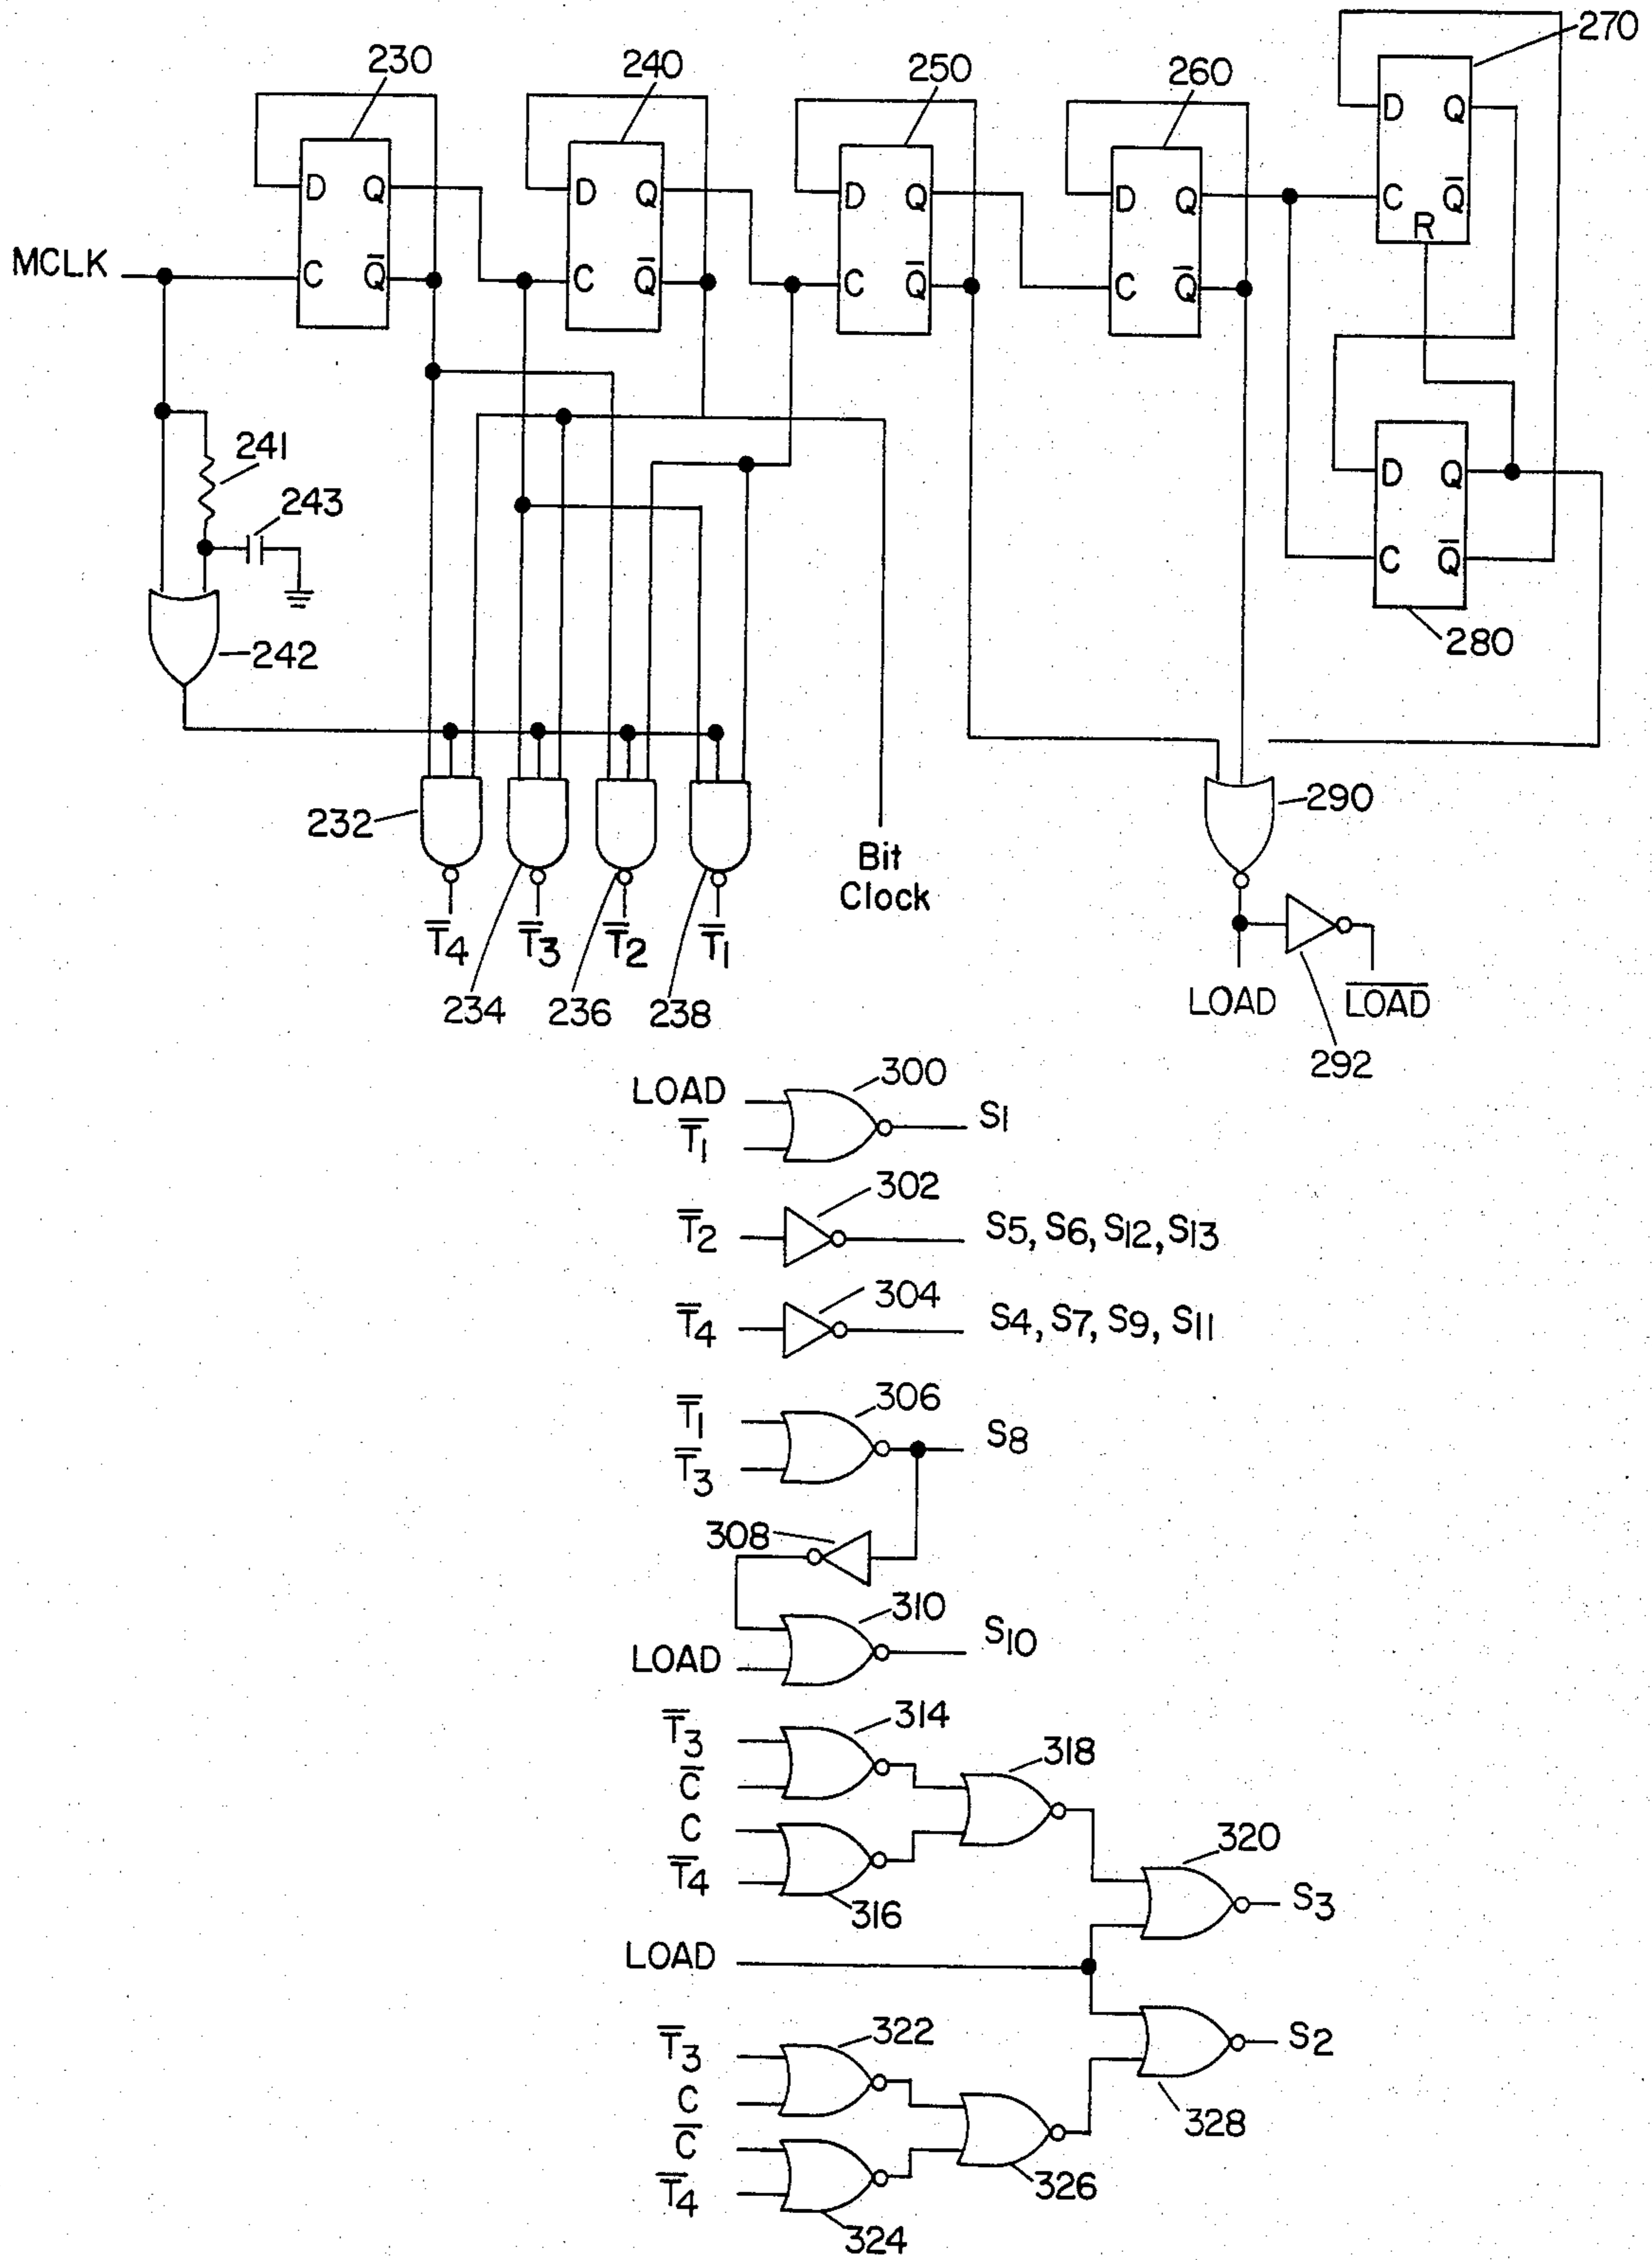 230
240
250
260
270
D Q
D Q
D Q
D Q
D Q
MCLK
C Q̅
C Q̅
C Q̅
C Q̅
C Q̅
R
241
243
242
D Q
C Q̅
280
232
290
Bit
Clock
T̅4
T̅3
T̅2
T̅1
234
236
238
LOAD
L̅O̅A̅D̅
292
300
LOAD
T̅1
S1
302
T̅2
S5, S6, S12, S13
304
T̅4
S4, S7, S9, S11
306
T̅1
T̅3
S8
308
310
LOAD
S10
314
T̅3
C̅
318
C
T̅4
316
320
S3
LOAD
322
T̅3
C
S2
328
C̅
T̅4
326
324